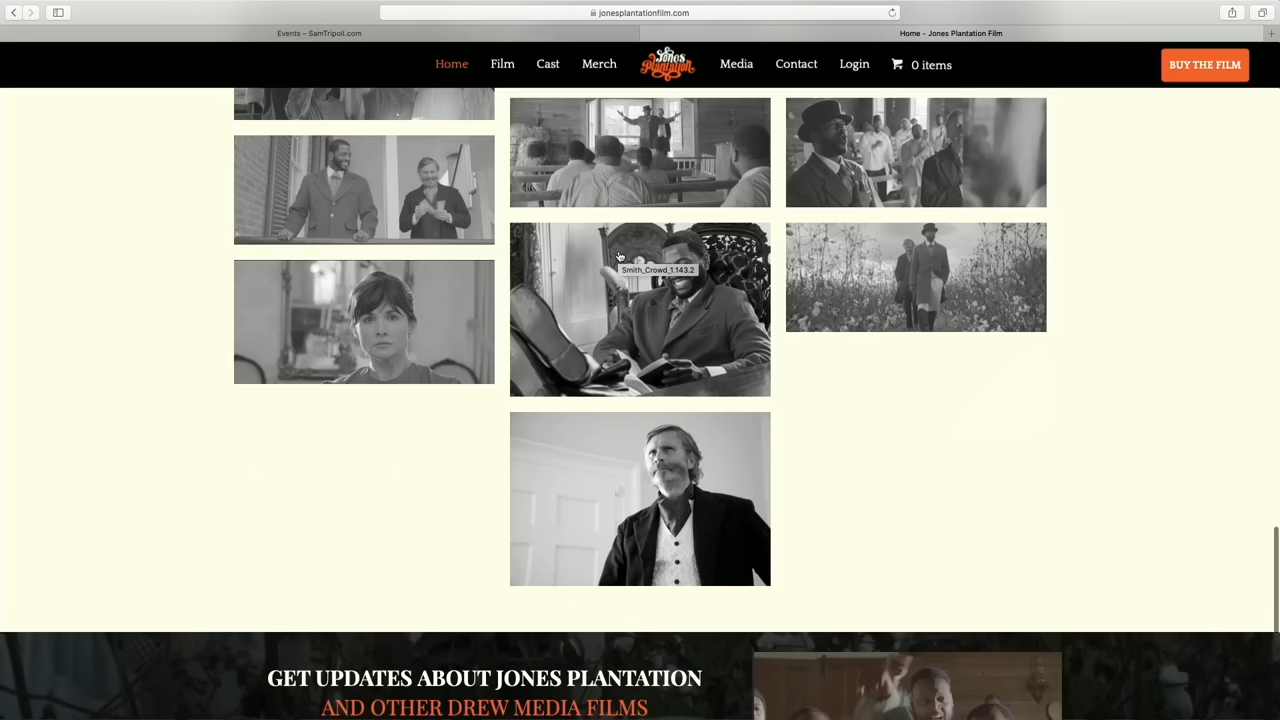 jonesplantationfilm.com
Events – SamTripoli.com
Home - Jones Plantation Film
Home
Film
Cast
Merch
Jones
Plantation
Media
Contact
Login
0 items
BUY THE FILM
Smith_Crowd_1.143.2
GET UPDATES ABOUT JONES PLANTATION
AND OTHER DREW MEDIA FILMS